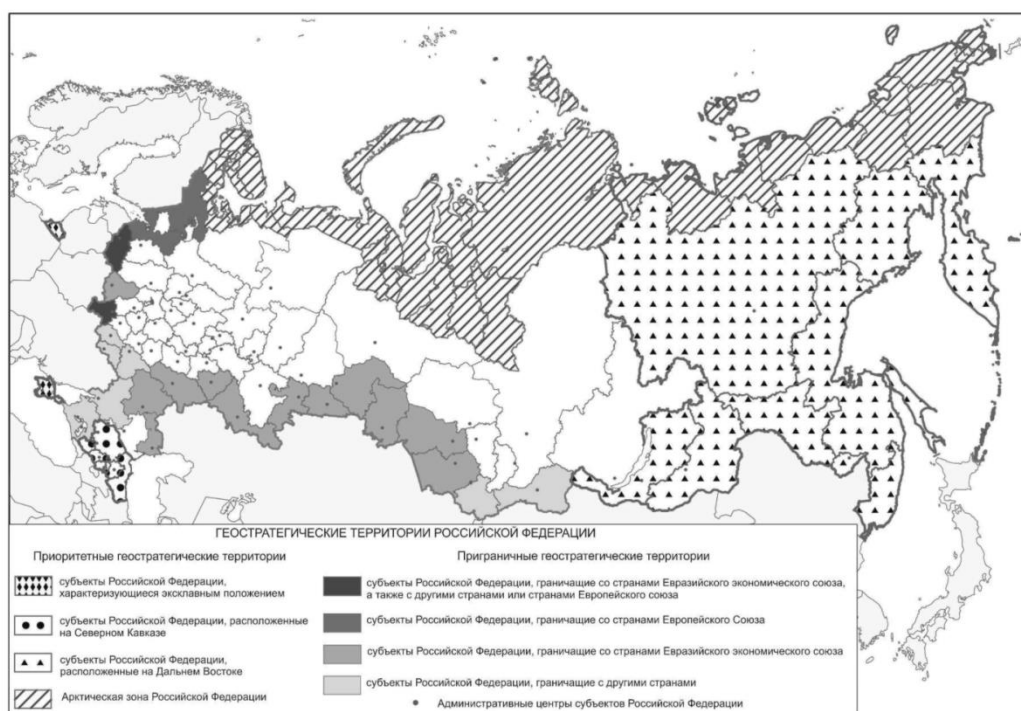 ГЕОСТРАТЕГИЧЕСКИЕ ТЕРРИТОРИИ РОССИЙСКОЙ ФЕДЕРАЦИИ
Приоритетные геостратегические территории
субъекты Российской Федерации,
характеризующиеся эксклавным положением
субъекты Российской Федерации, расположенные
на Северном Кавказе
субъекты Российской Федерации,
расположенные на Дальнем Востоке
Арктическая зона Российской Федерации
Приграничные геостратегические территории
субъекты Российской Федерации, граничащие со странами Евразийского экономического союза,
а также с другими странами или странами Европейского союза
субъекты Российской Федерации, граничащие со странами Европейского Союза
субъекты Российской Федерации, граничащие со странами Евразийского экономического союза
субъекты Российской Федерации, граничащие с другими странами
Административные центры субъектов Российской Федерации